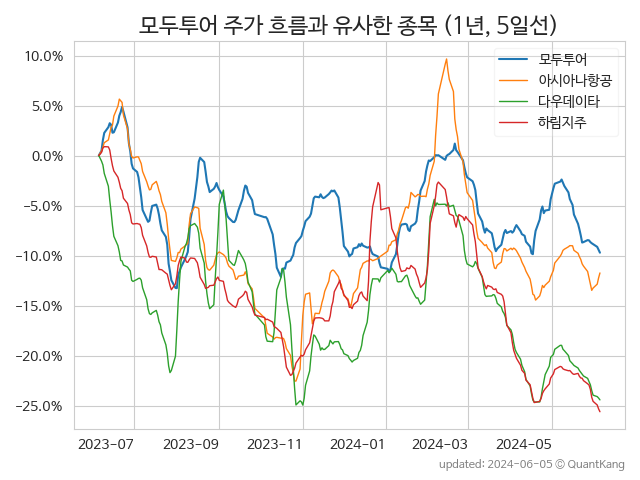 모두투어 주가 흐름과 유사한 종목 (1년, 5일선)
10.0%
5.0%
0.0%
−5.0%
−10.0%
−15.0%
−20.0%
−25.0%
모두투어
아시아나항공
다우데이타
하림지주
2023-07
2023-09
2023-11
2024-01
2024-03
2024-05
updated: 2024-06-05 ⓒ QuantKang